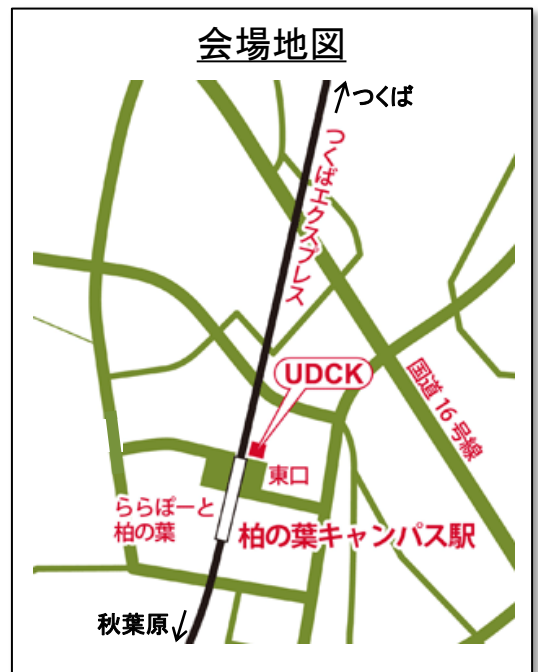 会場地図
つくば
つくばエクスプレス
UDCK
国道16号線
東口
ららぽーと
柏の葉
柏の葉キャンパス駅
秋葉原